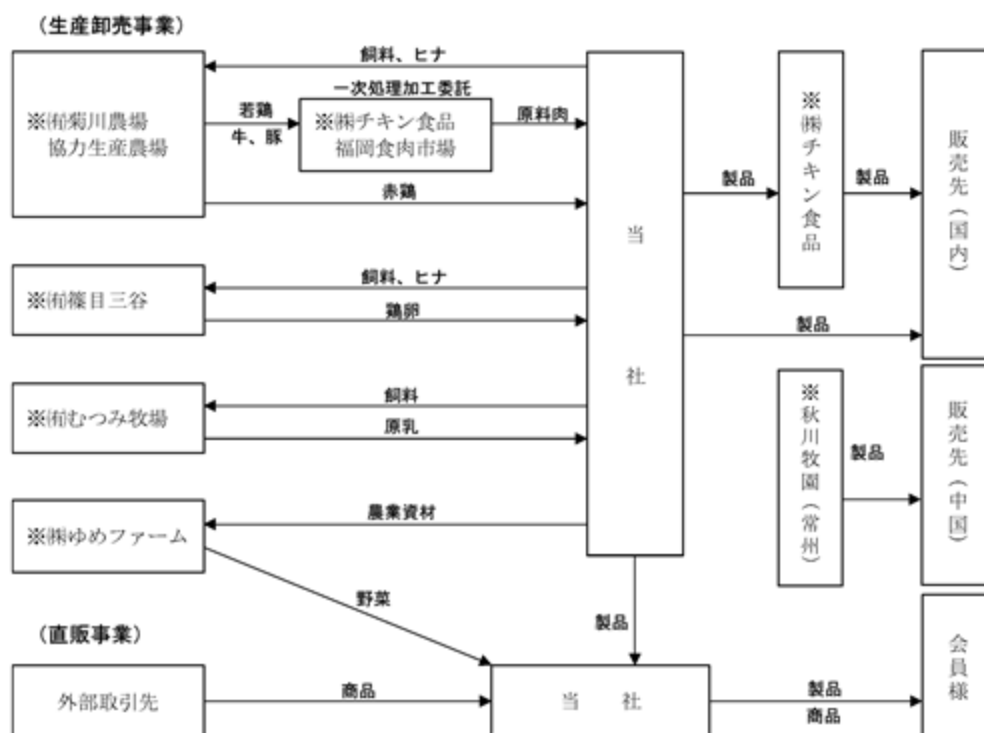 （生産卸売事業）
飼料、ヒナ
一次処理加工委託
※㈲菊川農場
協力生産農場
若鶏
牛、豚
※㈱チキン食品
福岡食肉市場
原料肉
赤鶏
当社
製品
※㈱チキン食品
製品
販売先（国内）
飼料、ヒナ
※㈲篠目三谷
鶏卵
製品
飼料
※㈲むつみ牧場
原乳
※秋川牧園（常州）
製品
販売先（中国）
農業資材
※㈱ゆめファーム
野菜
製品
（直販事業）
外部取引先
商品
当社
製品
商品
会員様